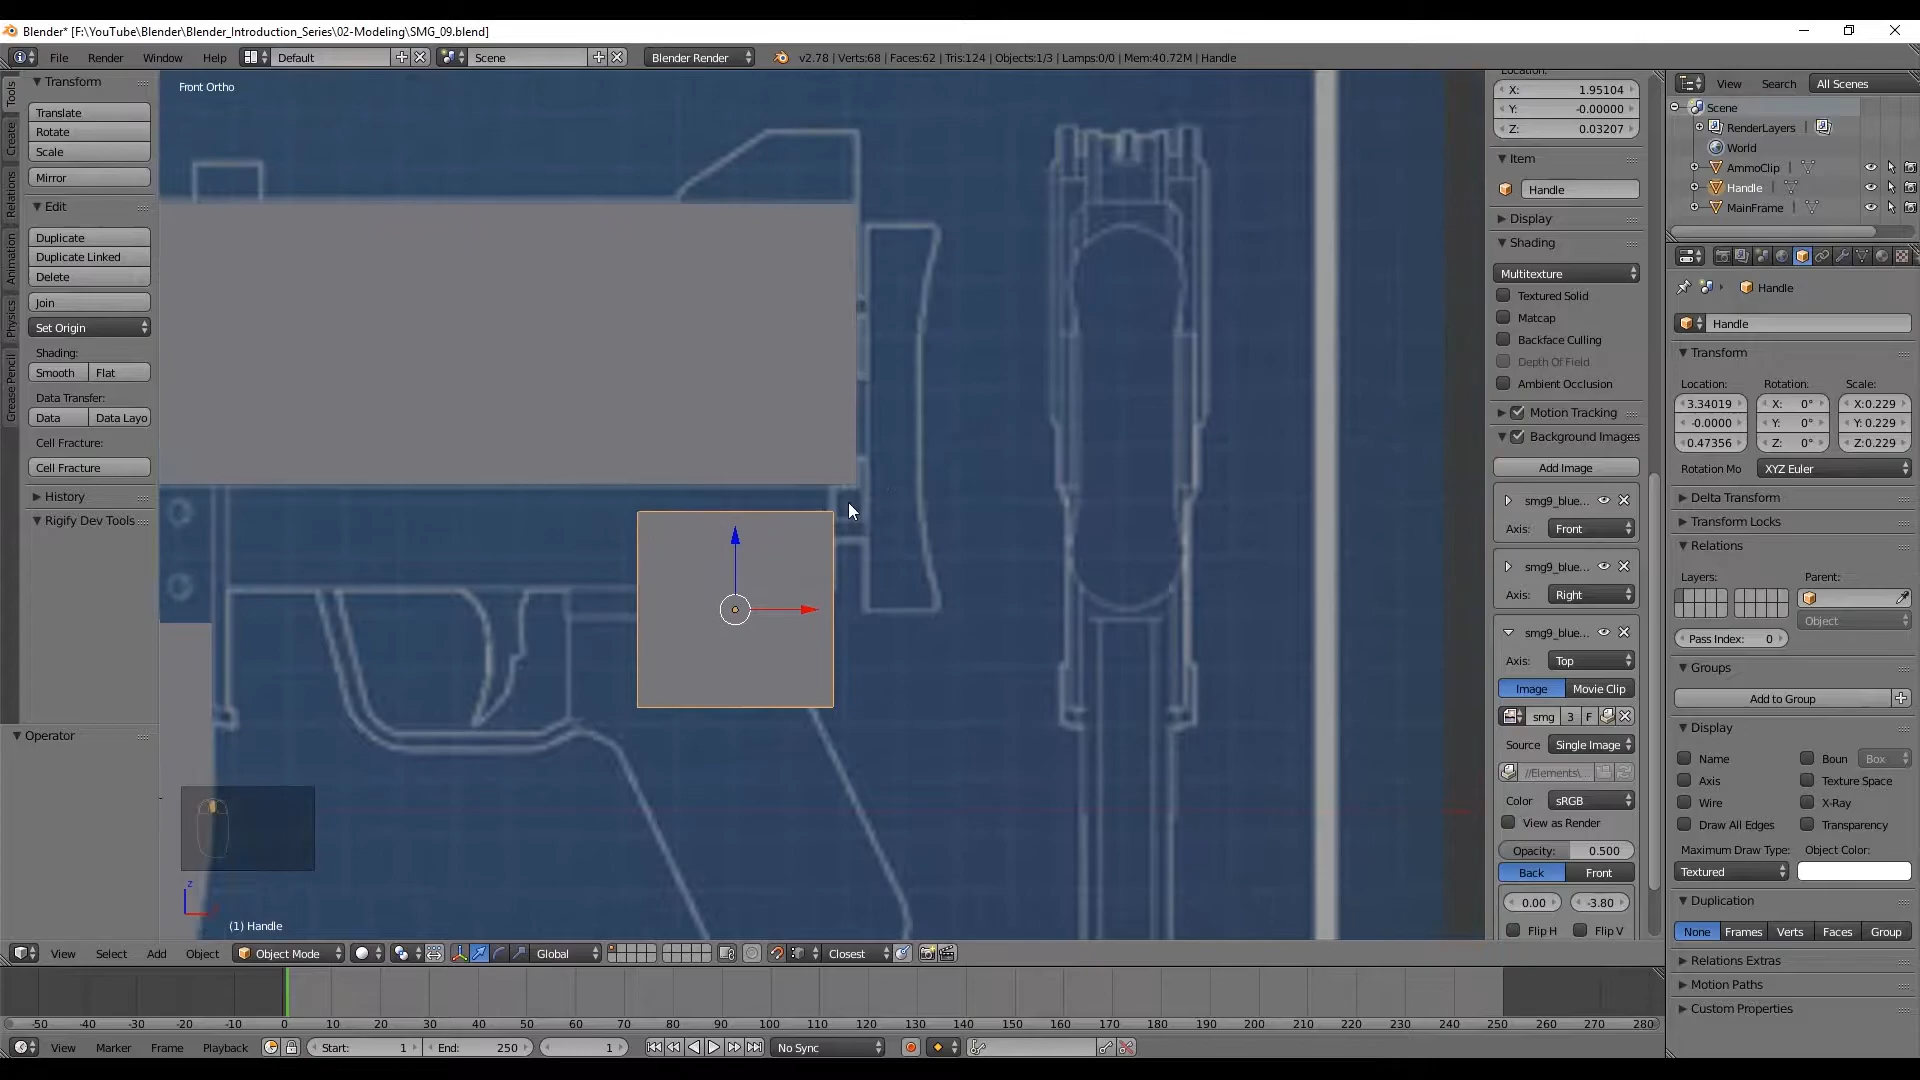 Blender* [F:\YouTube\Blender\Blender_Introduction_Series\02-Modeling\SMG_09.blend]
File Render Window Help Default Scene Blender Render v2.78 | Verts:68 | Faces:62 | Tris:124 | Objects:1/3 | Lamps:0/0 | Mem:40.72M | Handle
Tools
Create
Relations
Animation
Physics
Grease Pencil
Transform
Translate
Rotate
Scale
Mirror
Edit
Duplicate
Duplicate Linked
Delete
Join
Set Origin
Shading:
Smooth Flat
Data Transfer:
Data Data Layo
Cell Fracture:
Cell Fracture
History
Rigify Dev Tools
Operator
Front Ortho
z
(1) Handle
Location:
X: 1.95104
Y: -0.00000
Z: 0.03207
Item
Handle
Display
Shading
Multitexture
Textured Solid
Matcap
Backface Culling
Depth Of Field
Ambient Occlusion
Motion Tracking
Background Images
Add Image
smg9_blue...
Axis: Front
smg9_blue...
Axis: Right
smg9_blue...
Axis: Top
Image Movie Clip
smg 3 F
Source Single Image
//Elements\...
Color sRGB
View as Render
Opacity: 0.500
Back Front
0.00 -3.80
Flip H Flip V
View Search All Scenes
Scene
RenderLayers
World
AmmoClip
Handle
MainFrame
Handle
Handle
Transform
Location: Rotation: Scale:
3.34019 X: 0° X:0.229
-0.0000 Y: 0° Y: 0.229
0.47356 Z: 0° Z:0.229
Rotation Mo XYZ Euler
Delta Transform
Transform Locks
Relations
Layers: Parent:
Object
Pass Index: 0
Groups
Add to Group
Display
Name Boun Box
Axis Texture Space
Wire X-Ray
Draw All Edges Transparency
Maximum Draw Type: Object Color:
Textured
Duplication
None Frames Verts Faces Group
Relations Extras
Motion Paths
Custom Properties
View Select Add Object Object Mode Global Closest
-50 -40 -30 -20 -10 0 10 20 30 40 50 60 70 80 90 100 110 120 130 140 150 160 170 180 190 200 210 220 230 240 250 260 270 280
View Marker Frame Playback Start: 1 End: 250 1 No Sync